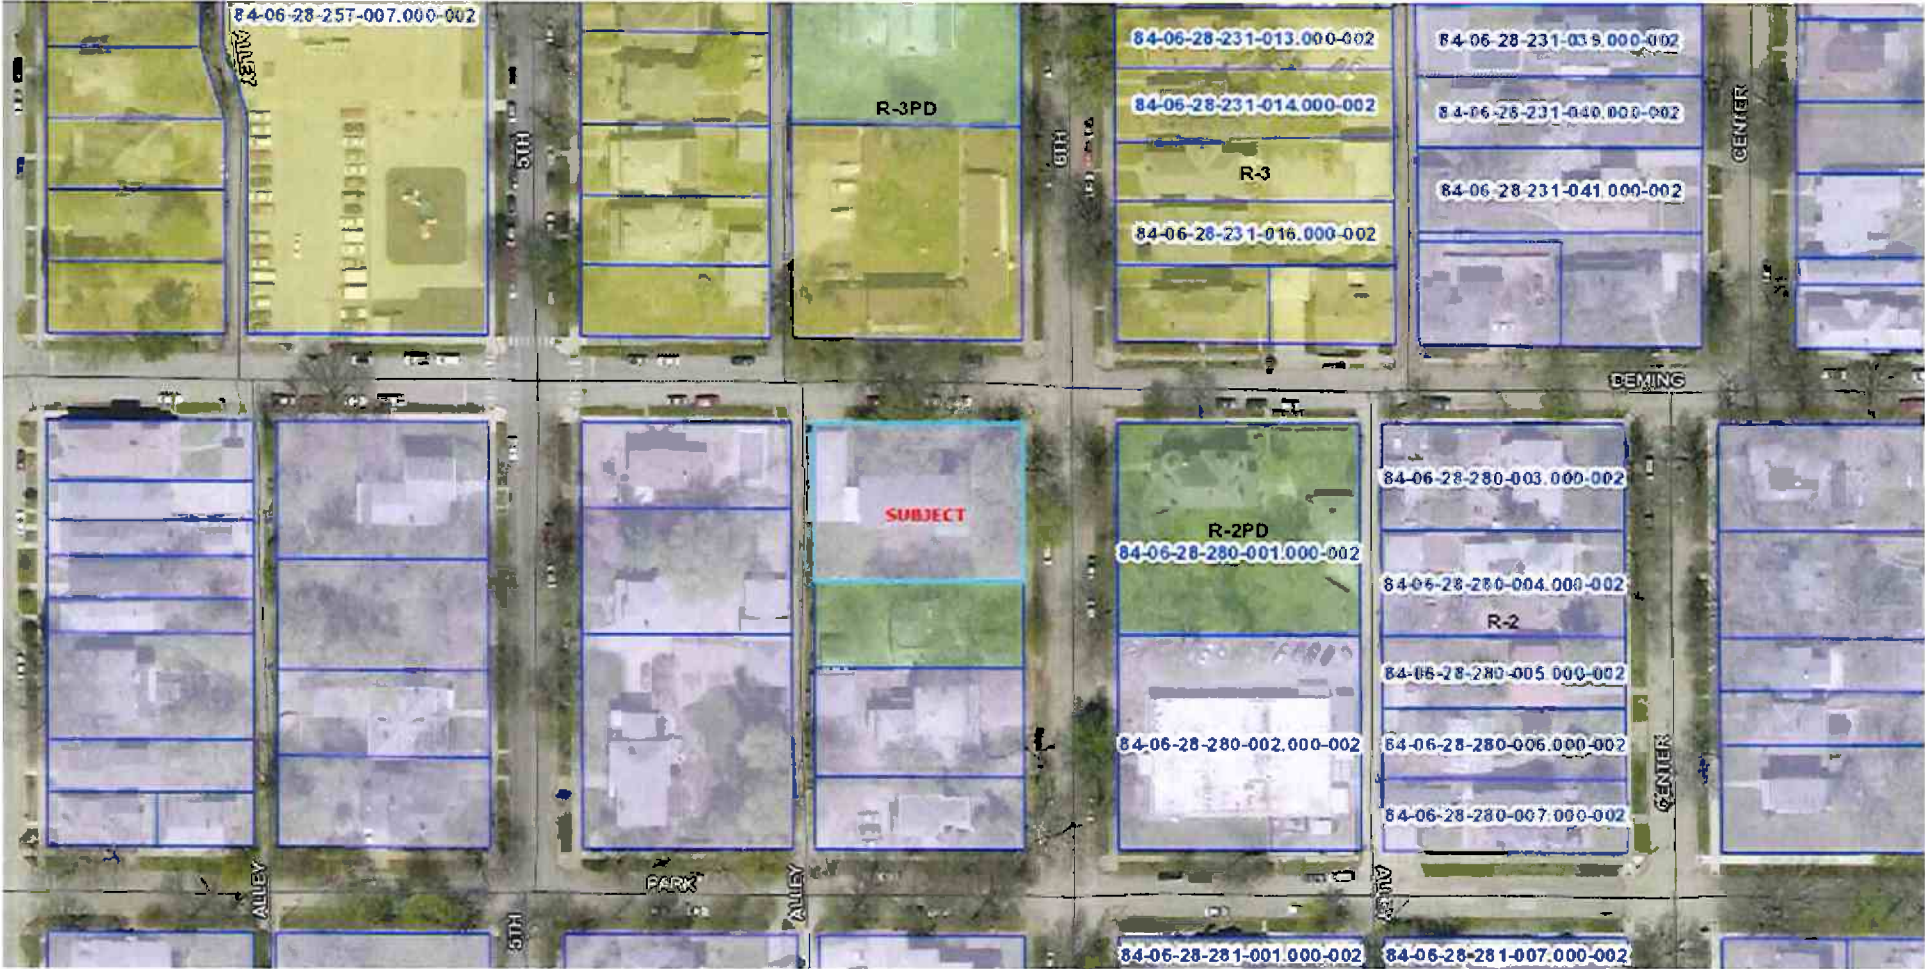 84-06-28-257-007.000-002
ALLEY
5TH
R-3PD
6TH
84-06-28-231-013.000-002
84-06-28-231-014.000-002
R-3
84-06-28-231-016.000-002
84-06-28-231-039.000-002
84-06-28-231-040.000-002
84-06-28-231-041.000-002
CENTER
DEMING
SUBJECT
R-2PD
84-06-28-280-001.000-002
84-06-28-280-002.000-002
84-06-28-280-003.000-002
84-06-28-280-004.000-002
R-2
84-06-28-280-005.000-002
84-06-28-280-006.000-002
84-06-28-280-007.000-002
CENTER
ALLEY
5TH
PARK
ALLEY
ALLEY
84-06-28-281-001.000-002
84-06-28-281-007.000-002